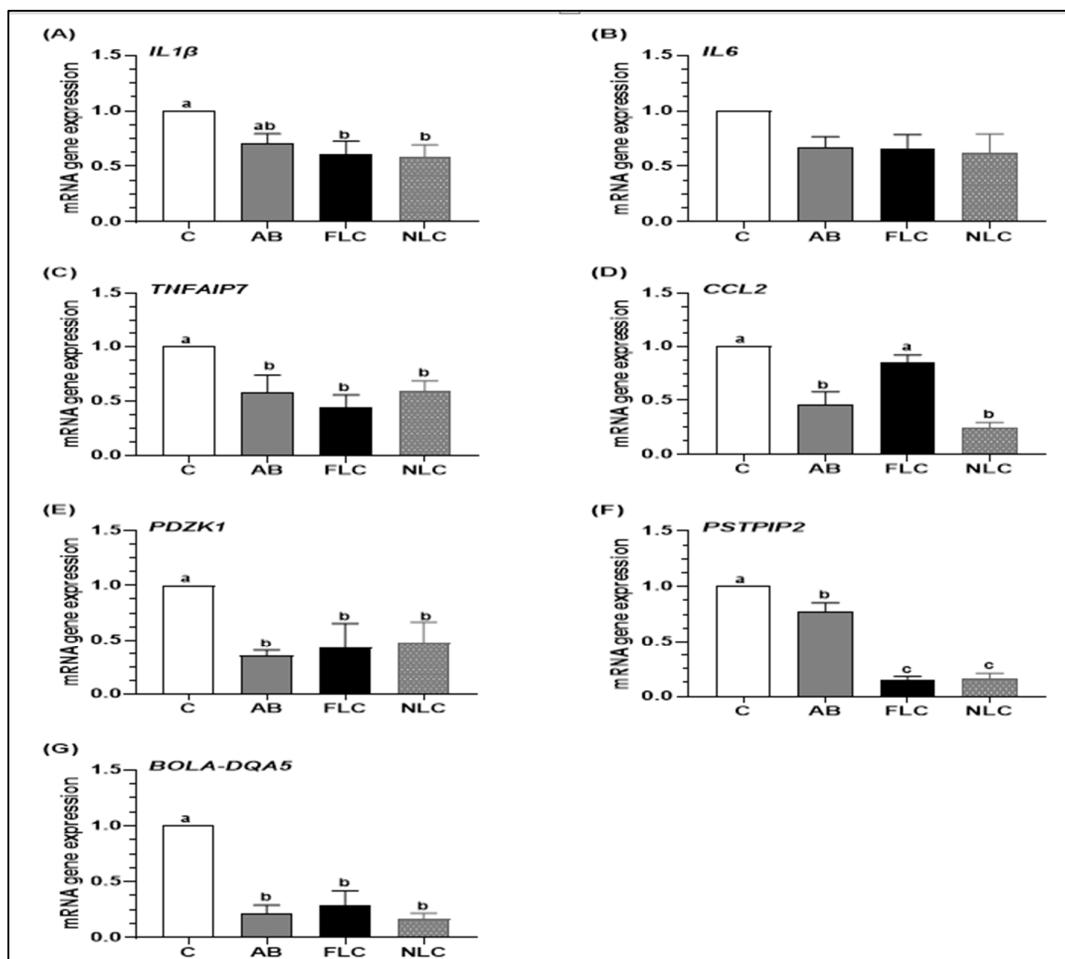 (A)
IL1β
mRNA gene expression
1.5
1.0
0.5
0.0
a
ab
b
b
C AB FLC NLC
(B)
IL6
mRNA gene expression
1.5
1.0
0.5
0.0
C AB FLC NLC
(C)
TNFAIP7
mRNA gene expression
1.5
1.0
0.5
0.0
a
b
b
b
C AB FLC NLC
(D)
CCL2
mRNA gene expression
1.5
1.0
0.5
0.0
a
b
a
b
C AB FLC NLC
(E)
PDZK1
mRNA gene expression
1.5
1.0
0.5
0.0
a
b
b
b
C AB FLC NLC
(F)
PSTPIP2
mRNA gene expression
1.5
1.0
0.5
0.0
a
b
c
c
C AB FLC NLC
(G)
BOLA-DQA5
mRNA gene expression
1.5
1.0
0.5
0.0
a
b
b
b
C AB FLC NLC